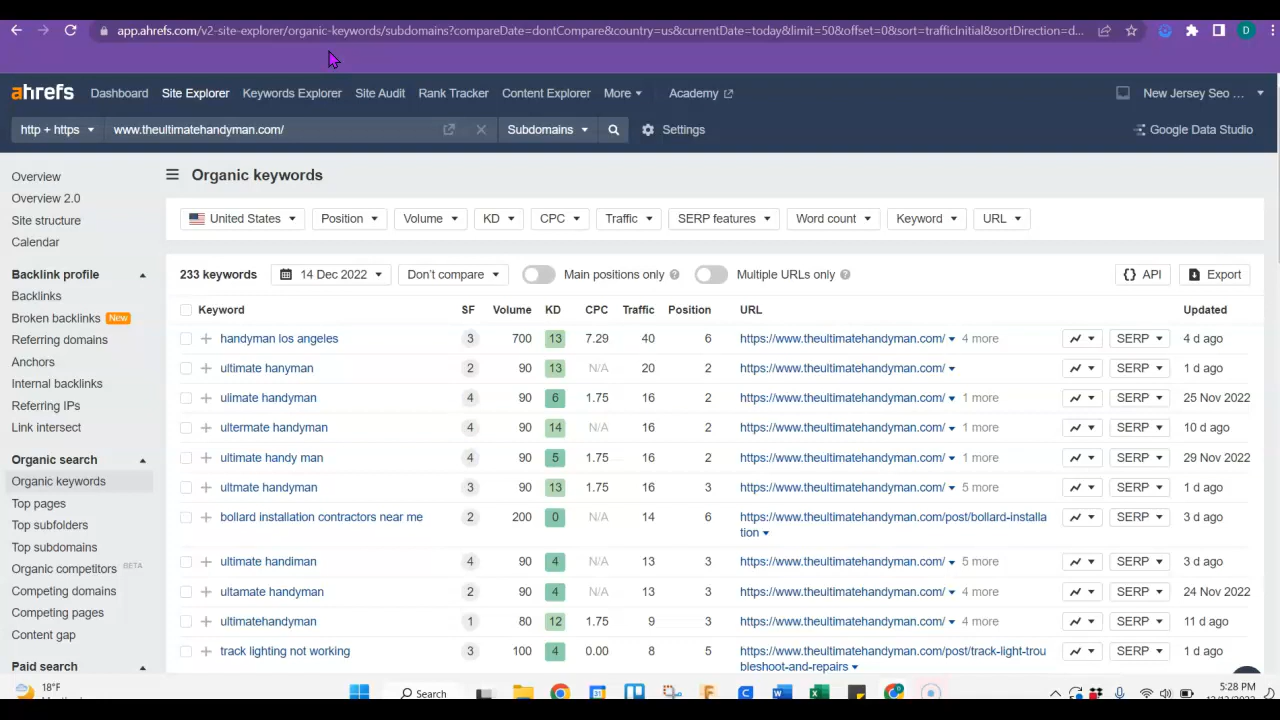 app.ahrefs.com/v2-site-explorer/organic-keywords/subdomains?compareDate=dontCompare&country=us&currentDate=today&limit=50&offset=0&sort=trafficInitial&sortDirection=d...
D
ahrefs Dashboard Site Explorer Keywords Explorer Site Audit Rank Tracker Content Explorer More Academy New Jersey Seo ...
http + https www.theultimatehandyman.com/ Subdomains Settings Google Data Studio
Overview
Overview 2.0
Site structure
Calendar
Backlink profile
Backlinks
Broken backlinks New
Referring domains
Anchors
Internal backlinks
Referring IPs
Link intersect
Organic search
Organic keywords
Top pages
Top subfolders
Top subdomains
Organic competitors BETA
Competing domains
Competing pages
Content gap
Paid search
Organic keywords
United States Position Volume KD CPC Traffic SERP features Word count Keyword URL
233 keywords 14 Dec 2022 Don't compare Main positions only ? Multiple URLs only ? {} API Export
Keyword SF Volume KD CPC Traffic Position URL Updated
handyman los angeles 3 700 13 7.29 40 6 https://www.theultimatehandyman.com/ 4 more SERP 4 d ago
ultimate hanyman 2 90 13 N/A 20 2 https://www.theultimatehandyman.com/ SERP 1 d ago
ulimate handyman 4 90 6 1.75 16 2 https://www.theultimatehandyman.com/ 1 more SERP 25 Nov 2022
ultermate handyman 4 90 14 N/A 16 2 https://www.theultimatehandyman.com/ 1 more SERP 10 d ago
ultimate handy man 4 90 5 1.75 16 2 https://www.theultimatehandyman.com/ 1 more SERP 29 Nov 2022
ultmate handyman 3 90 13 1.75 16 3 https://www.theultimatehandyman.com/ 5 more SERP 1 d ago
bollard installation contractors near me 2 200 0 N/A 14 6 https://www.theultimatehandyman.com/post/bollard-installa SERP 3 d ago
tion
ultimate handiman 4 90 4 N/A 13 3 https://www.theultimatehandyman.com/ 5 more SERP 3 d ago
ultamate handyman 2 90 4 N/A 13 3 https://www.theultimatehandyman.com/ 4 more SERP 24 Nov 2022
ultimatehandyman 1 80 12 1.75 9 3 https://www.theultimatehandyman.com/ 4 more SERP 11 d ago
track lighting not working 3 100 4 0.00 8 5 https://www.theultimatehandyman.com/post/track-light-trou SERP 1 d ago
bleshoot-and-repairs
18°F
Search
5:28 PM